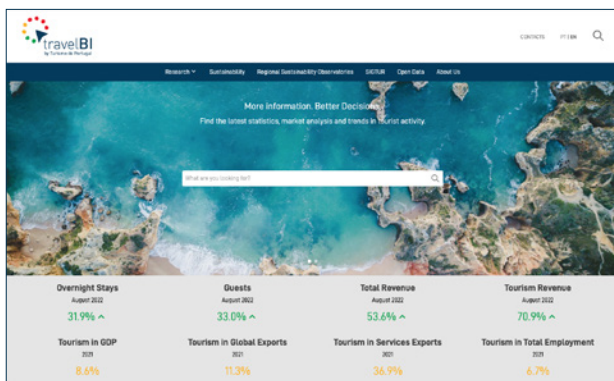 travelBI
by Turismo de Portugal
CONTACTS PT | EN
Research Sustainability Regional Sustainability Observatories SIGTUR Open Data About Us
More information. Better Decisions.
Find the latest statistics, market analysis and trends in tourist activity.
What are you looking for?
Overnight Stays Guests Total Revenue Tourism Revenue
August 2022 August 2022 August 2022 August 2022
31.9% 33.0% 53.6% 70.9%
Tourism in GDP Tourism in Global Exports Tourism in Services Exports Tourism in Total Employment
2021 2021 2021 2021
8.6% 11.3% 36.9% 6.7%